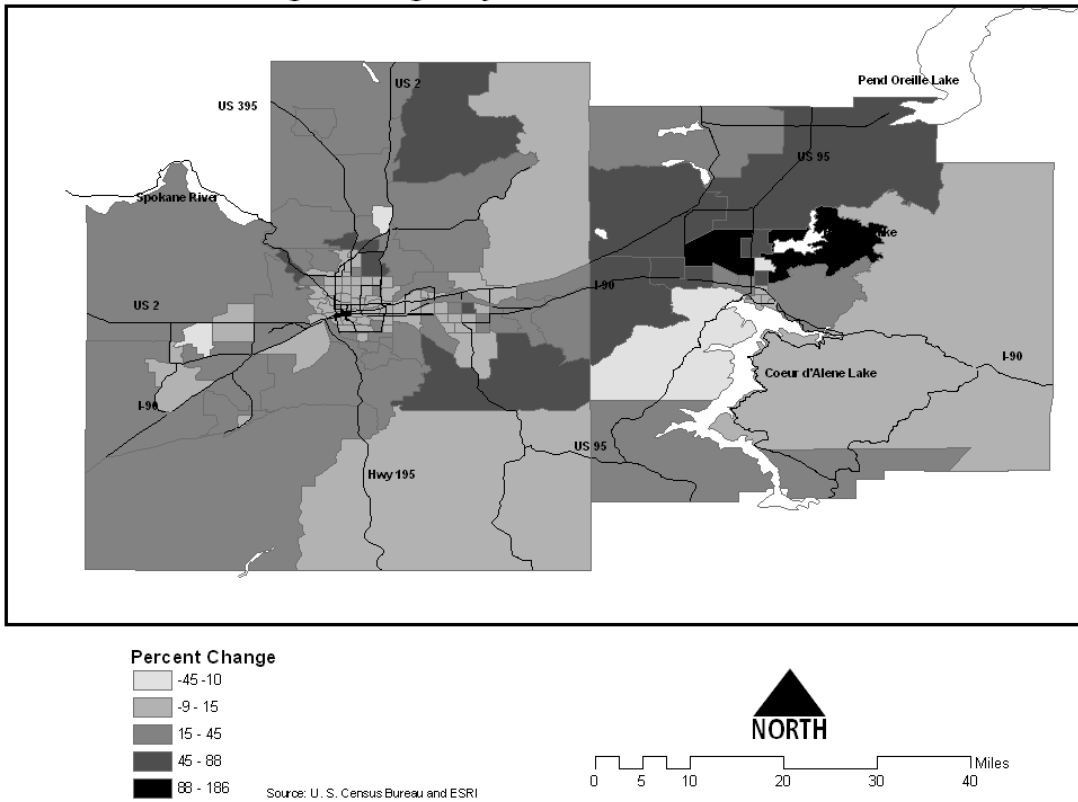 Pend Oreille Lake
US 2
US 395
US 95
Spokane River
ke
I-90
US 2
Coeur d'Alene Lake
I-90
I-90
US 95
Hwy 195
Percent Change
-45 -10
-9 - 15
15 - 45
45 - 88
88 - 186
NORTH
Miles
0 5 10 20 30 40
Source: U. S. Census Bureau and ESRI